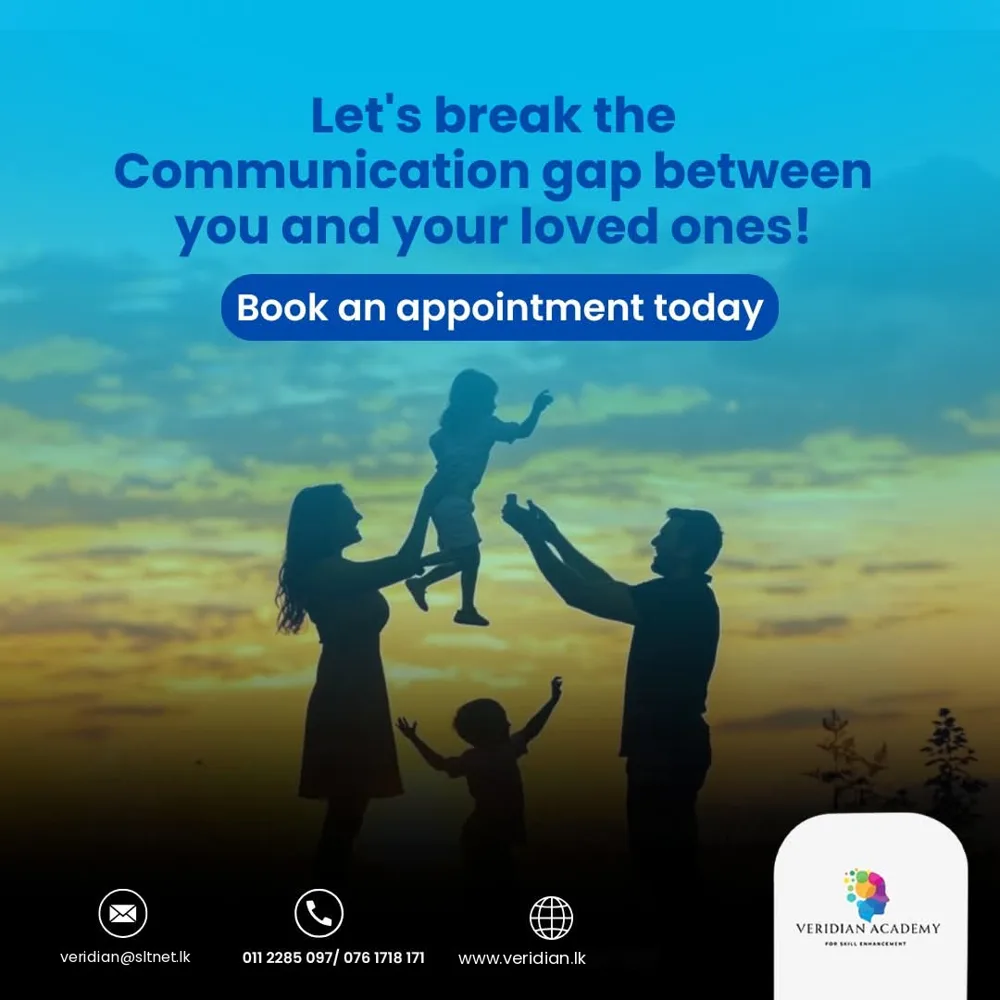 Let's break the
Communication gap between
you and your loved ones!
Book an appointment today
veridian@sltnet.lk
011 2285 097/ 076 1718 171
www.veridian.lk
VERIDIAN ACADEMY
FOR SKILL ENHANCEMENT